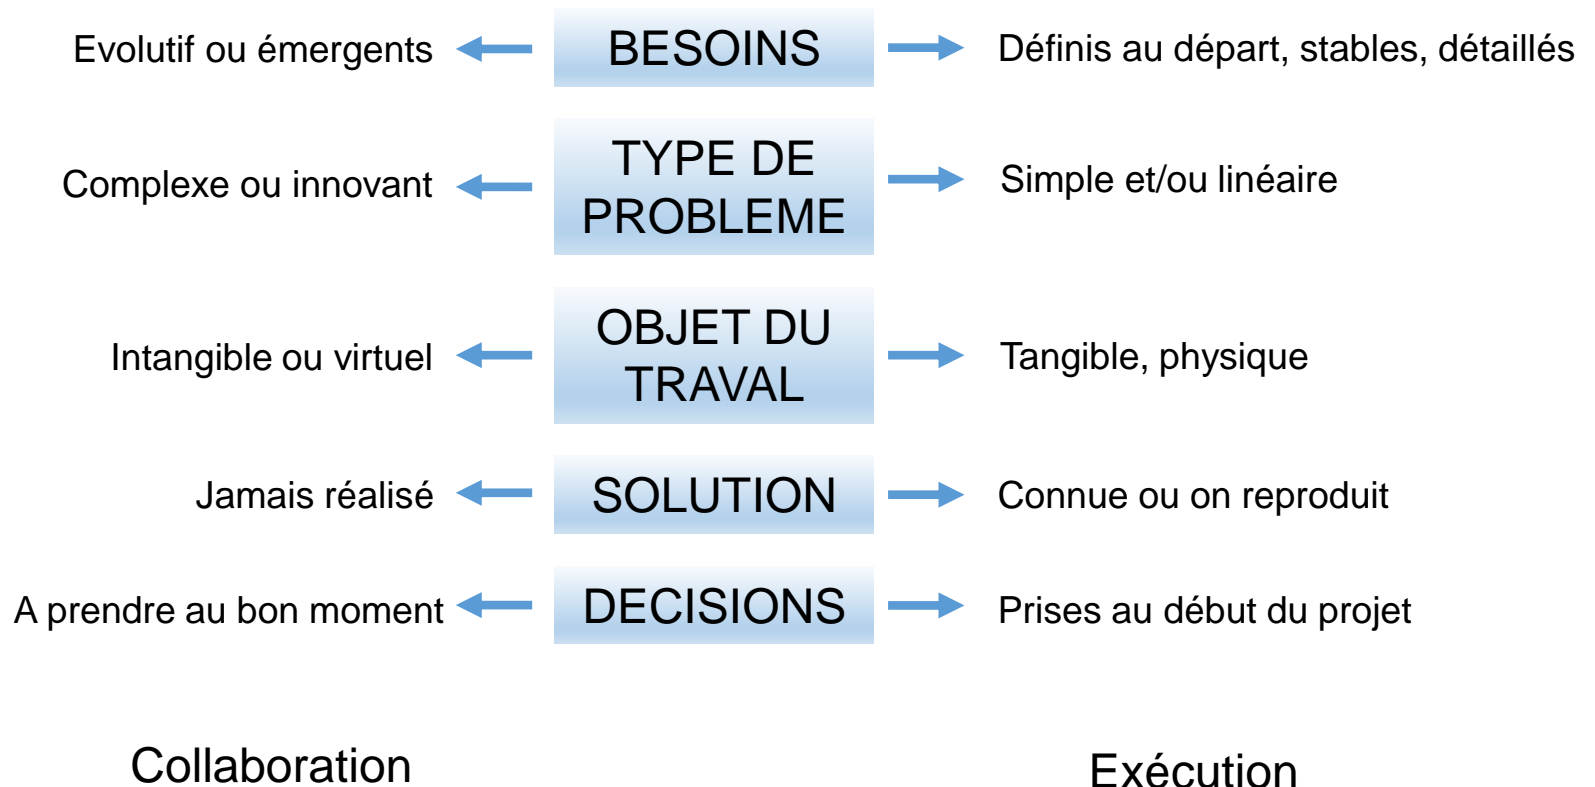 Evolutif ou émergents
BESOINS
Définis au départ, stables, détaillés
Complexe ou innovant
TYPE DE
PROBLEME
Simple et/ou linéaire
Intangible ou virtuel
OBJET DU
TRAVAL
Tangible, physique
Jamais réalisé
SOLUTION
Connue ou on reproduit
A prendre au bon moment
DECISIONS
Prises au début du projet
Collaboration
Exécution